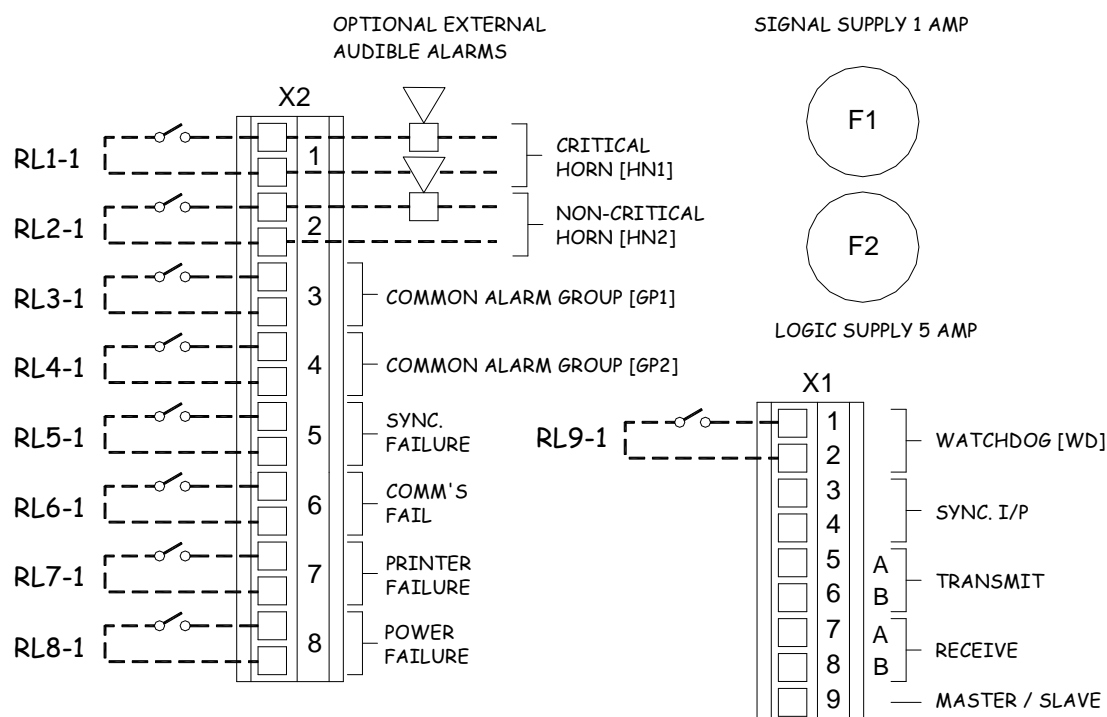 OPTIONAL EXTERNAL
AUDIBLE ALARMS
SIGNAL SUPPLY 1 AMP
X2
F1
RL1-1
1
CRITICAL
HORN [HN1]
RL2-1
2
NON-CRITICAL
HORN [HN2]
F2
RL3-1
3
COMMON ALARM GROUP [GP1]
LOGIC SUPPLY 5 AMP
RL4-1
4
COMMON ALARM GROUP [GP2]
RL5-1
5
SYNC.
FAILURE
RL6-1
6
COMM'S
FAIL
RL7-1
7
PRINTER
FAILURE
RL8-1
8
POWER
FAILURE
X1
RL9-1
1
2
WATCHDOG [WD]
3
4
SYNC. I/P
5 A
6 B
TRANSMIT
7 A
8 B
RECEIVE
9
MASTER / SLAVE